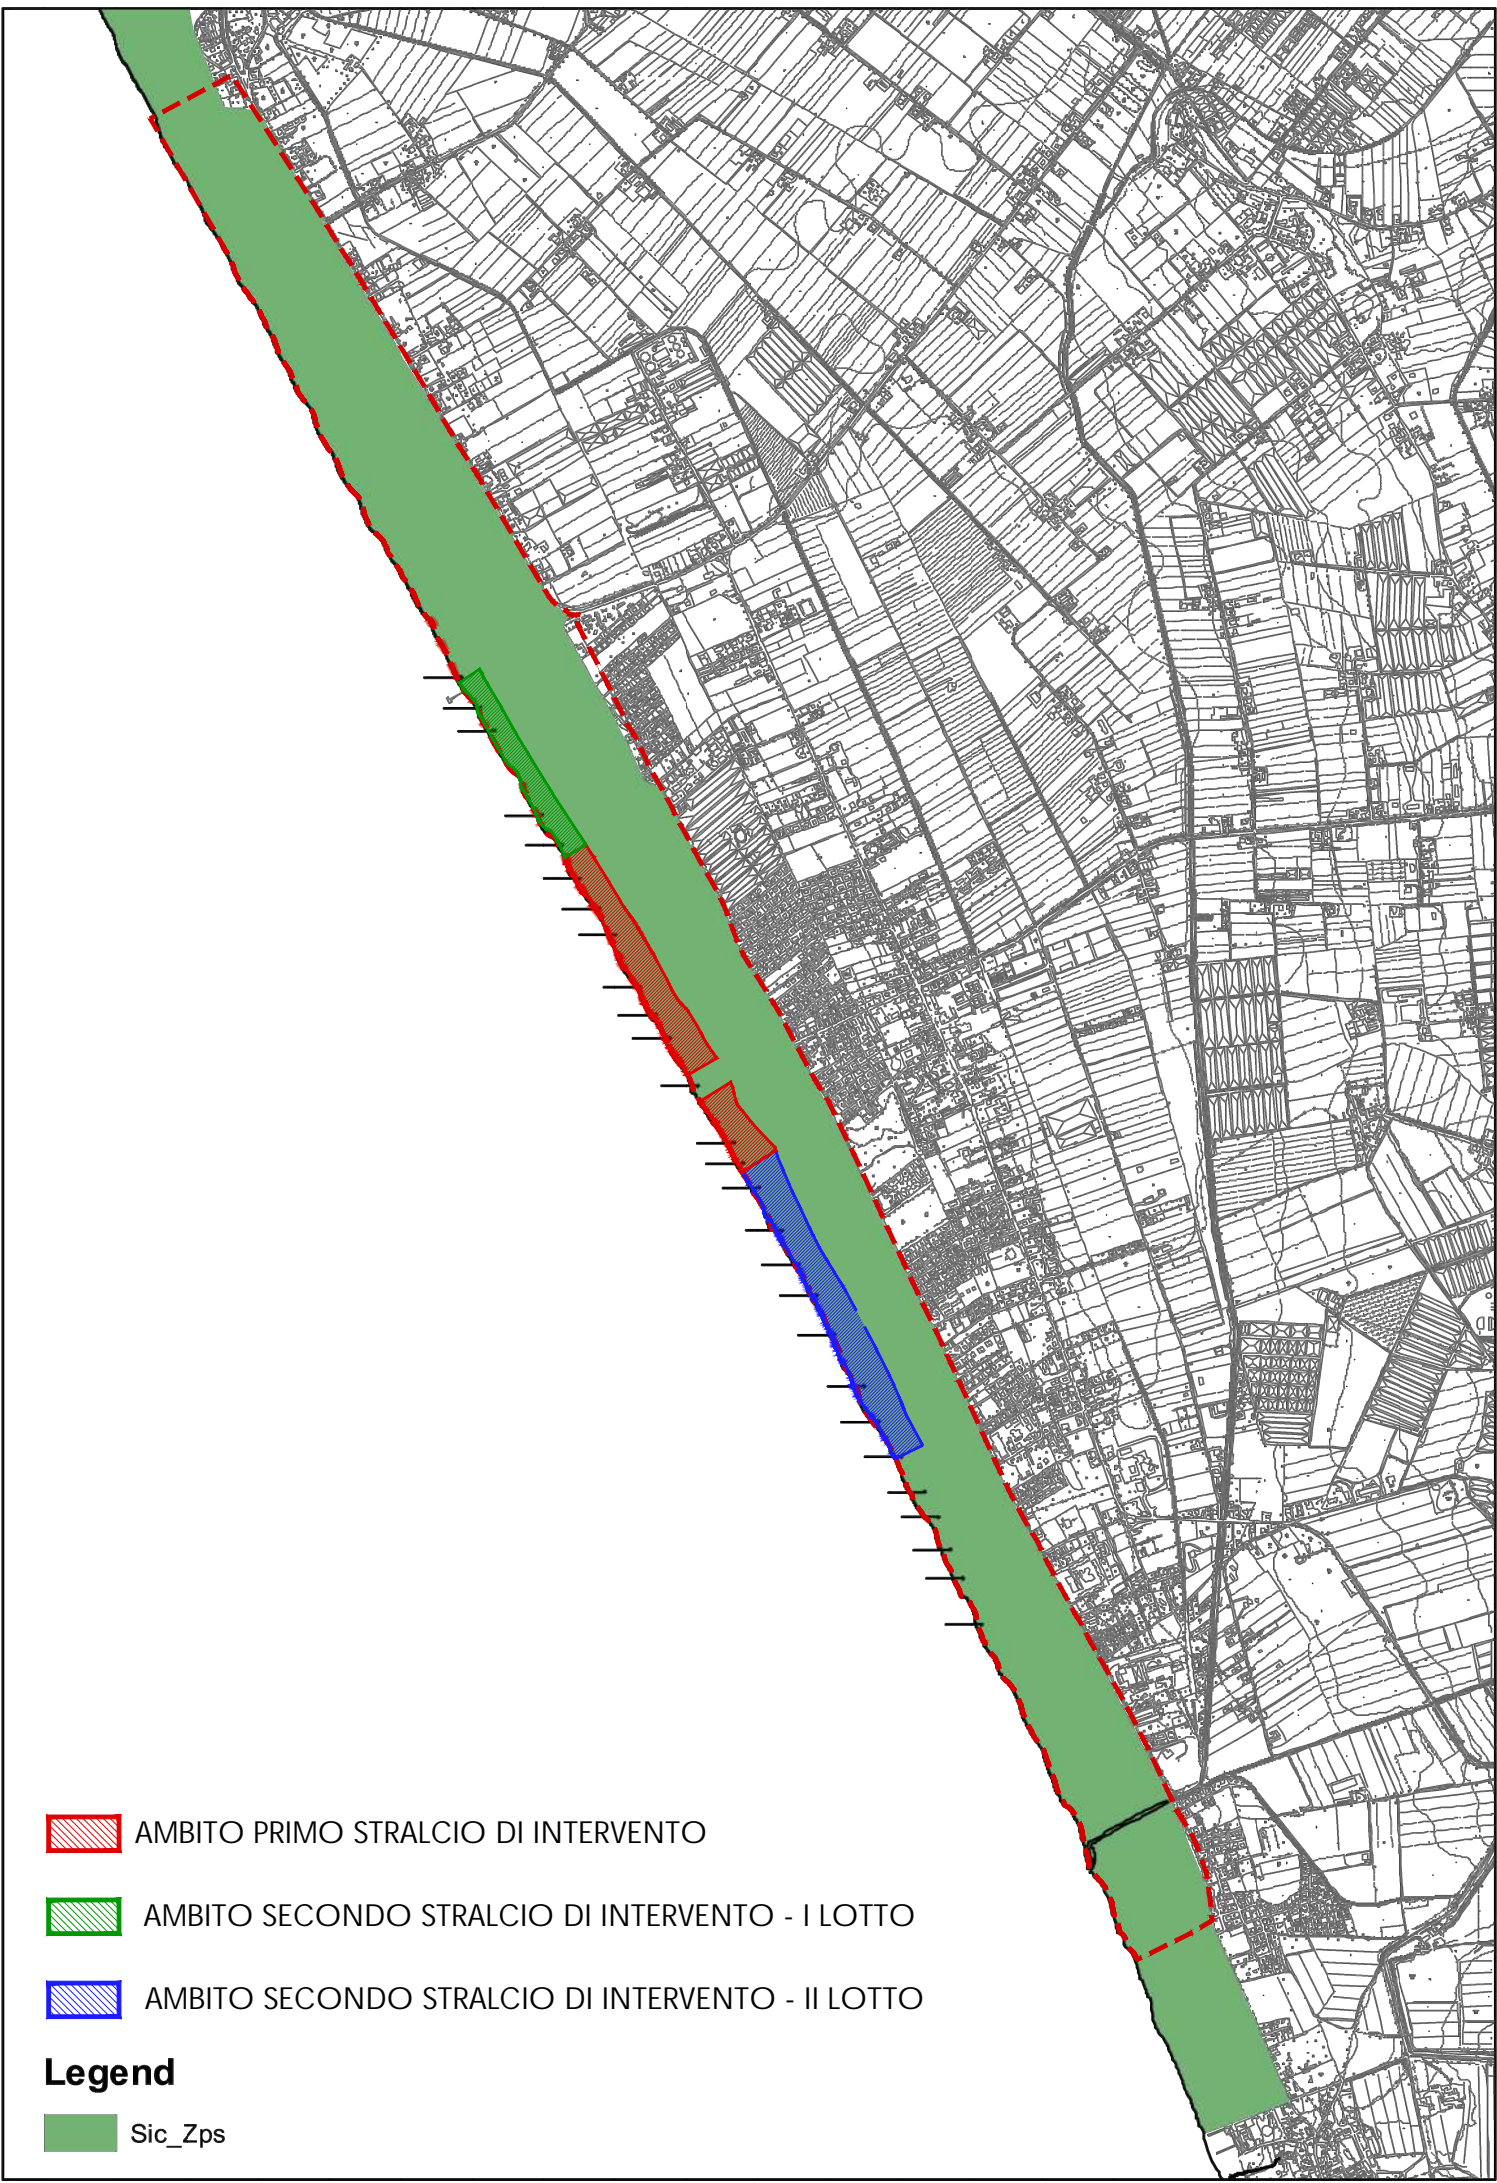 AMBITO PRIMO STRALCIO DI INTERVENTO
AMBITO SECONDO STRALCIO DI INTERVENTO - I LOTTO
AMBITO SECONDO STRALCIO DI INTERVENTO - II LOTTO
Legend
Sic_Zps